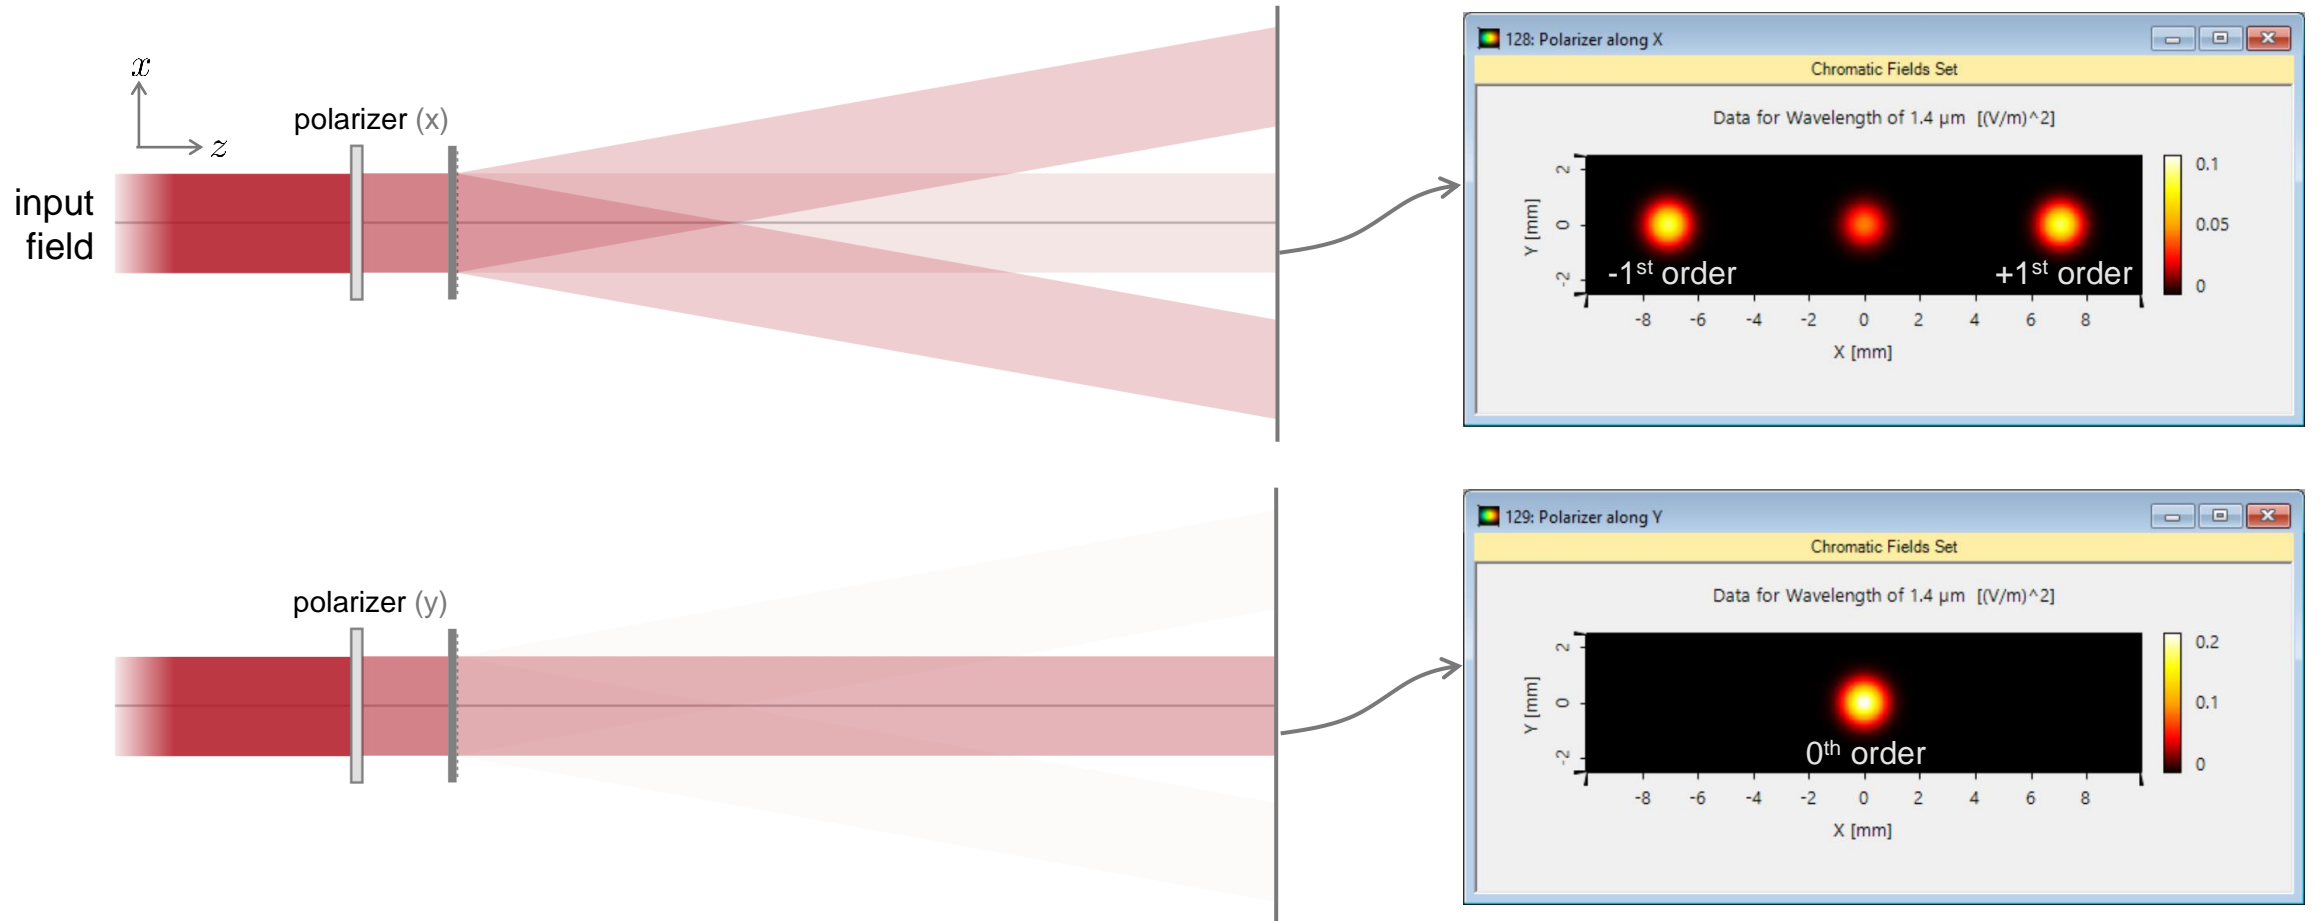 x
z
polarizer (x)
input
field
128: Polarizer along X
Chromatic Fields Set
Data for Wavelength of 1.4 µm [(V/m)^2]
2
0
-2
Y [mm]
-1st order
+1st order
0.1
0.05
0
-8 -6 -4 -2 0 2 4 6 8
X [mm]
polarizer (y)
129: Polarizer along Y
Chromatic Fields Set
Data for Wavelength of 1.4 µm [(V/m)^2]
2
0
-2
Y [mm]
0th order
0.2
0.1
0
-8 -6 -4 -2 0 2 4 6 8
X [mm]